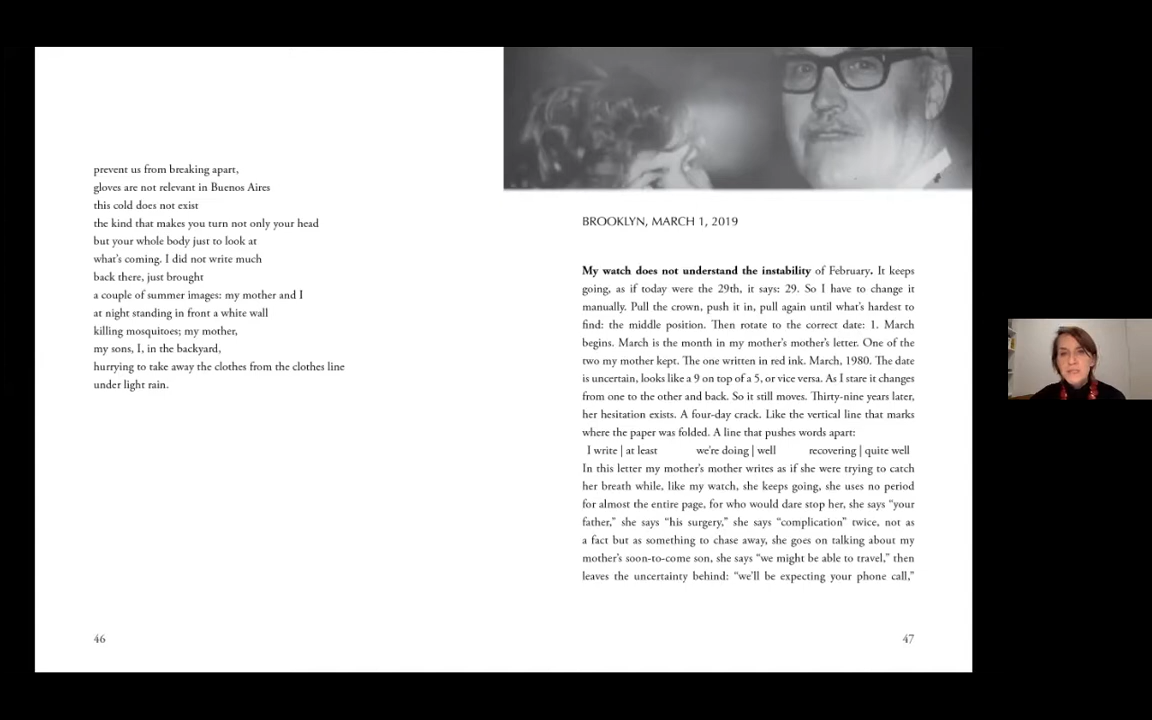 prevent us from breaking apart,
gloves are not relevant in Buenos Aires
this cold does not exist
the kind that makes you turn not only your head
but your whole body just to look at
what's coming. I did not write much
back there, just brought
a couple of summer images: my mother and I
at night standing in front a white wall
killing mosquitoes; my mother,
my sons, I, in the backyard,
hurrying to take away the clothes from the clothes line
under light rain.
46
BROOKLYN, MARCH 1, 2019
My watch does not understand the instability of February. It keeps
going, as if today were the 29th, it says: 29. So I have to change it
manually. Pull the crown, push it in, pull again until what's hardest to
find: the middle position. Then rotate to the correct date: 1. March
begins. March is the month in my mother's mother's letter. One of the
two my mother kept. The one written in red ink. March, 1980. The date
is uncertain, looks like a 9 on top of a 5, or vice versa. As I stare it changes
from one to the other and back. So it still moves. Thirty-nine years later,
her hesitation exists. A four-day crack. Like the vertical line that marks
where the paper was folded. A line that pushes words apart:
I write | at least we're doing | well recovering | quite well
In this letter my mother's mother writes as if she were trying to catch
her breath while, like my watch, she keeps going, she uses no period
for almost the entire page, for who would dare stop her, she says “your
father,” she says “his surgery,” she says “complication” twice, not as
a fact but as something to chase away, she goes on talking about my
mother's soon-to-come son, she says “we might be able to travel,” then
leaves the uncertainty behind: “we'll be expecting your phone call,”
47